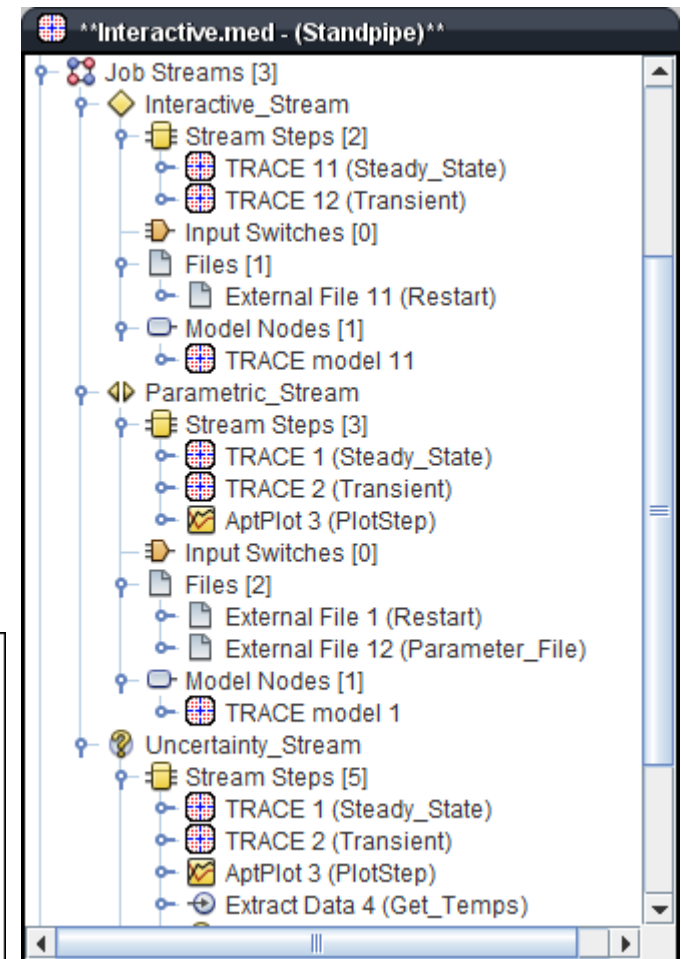 **Interactive.med - (Standpipe)**
Job Streams [3]
Interactive_Stream
Stream Steps [2]
TRACE 11 (Steady_State)
TRACE 12 (Transient)
Input Switches [0]
Files [1]
External File 11 (Restart)
Model Nodes [1]
TRACE model 11
Parametric_Stream
Stream Steps [3]
TRACE 1 (Steady_State)
TRACE 2 (Transient)
AptPlot 3 (PlotStep)
Input Switches [0]
Files [2]
External File 1 (Restart)
External File 12 (Parameter_File)
Model Nodes [1]
TRACE model 1
Uncertainty_Stream
Stream Steps [5]
TRACE 1 (Steady_State)
TRACE 2 (Transient)
AptPlot 3 (PlotStep)
Extract Data 4 (Get_Temps)